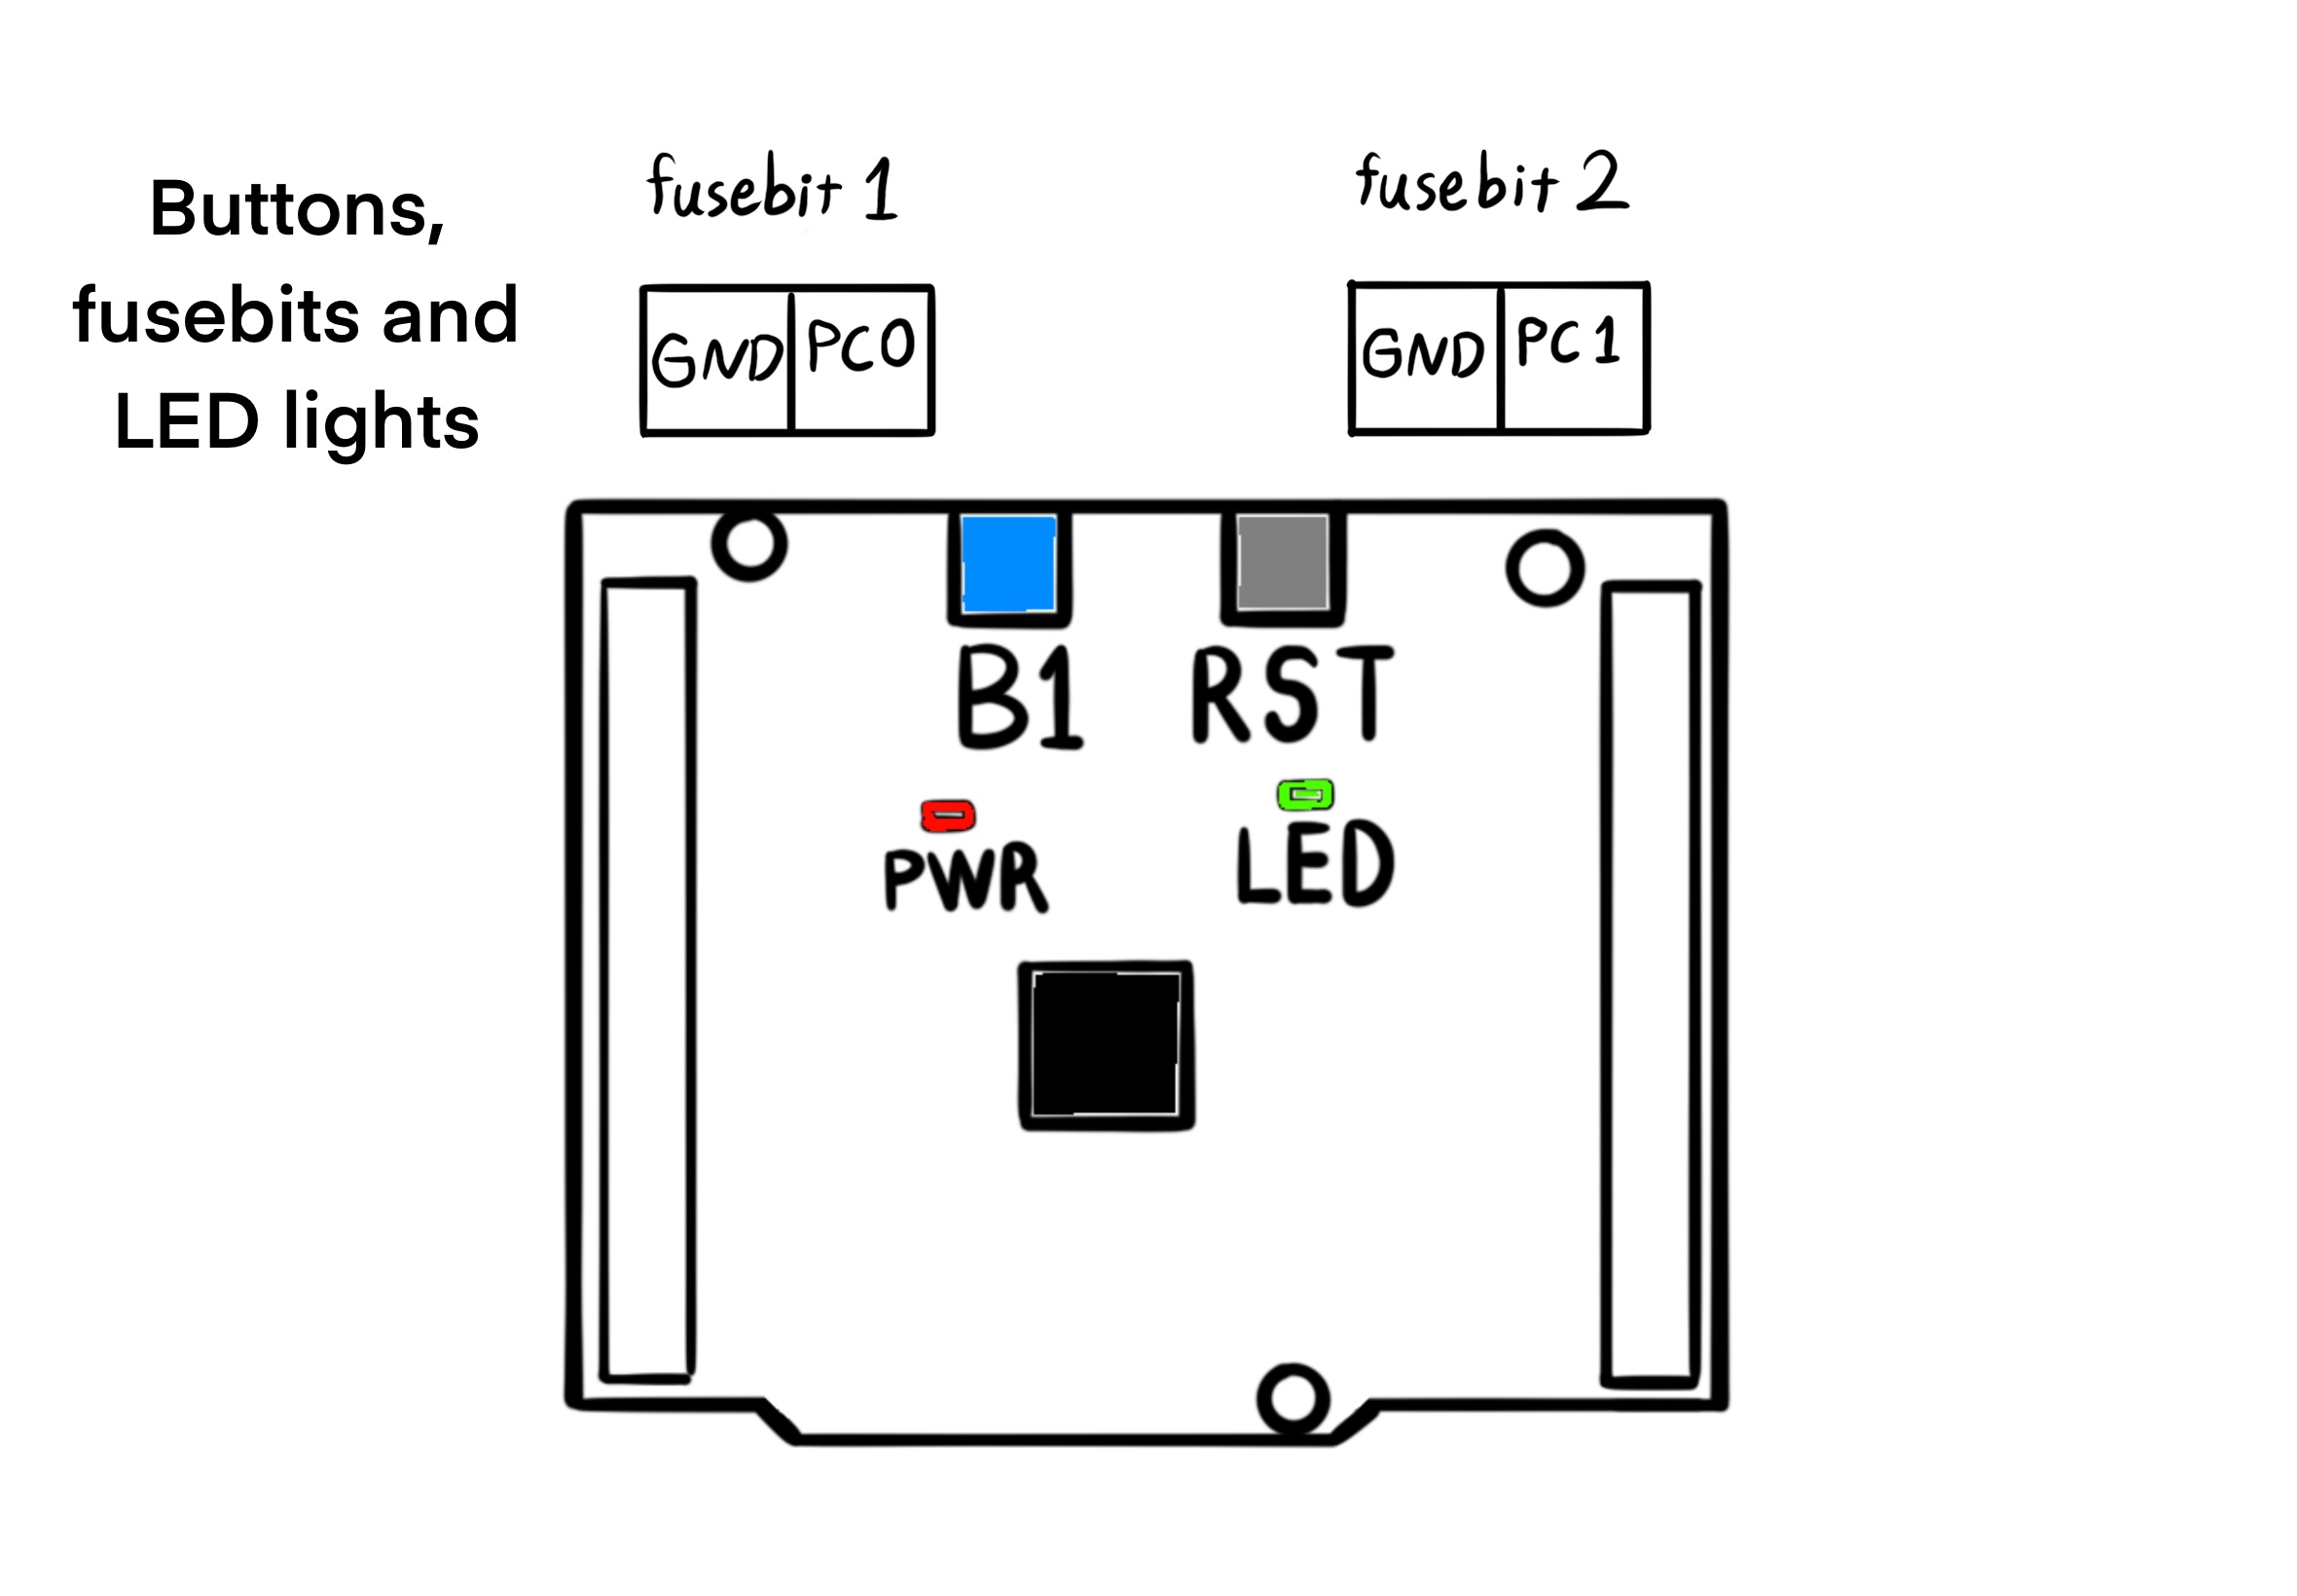 Buttons,
fusebits and
LED lights
fusebit 1
fusebit 2
GND PC0
GND PC1
B1
RST
PWR
LED